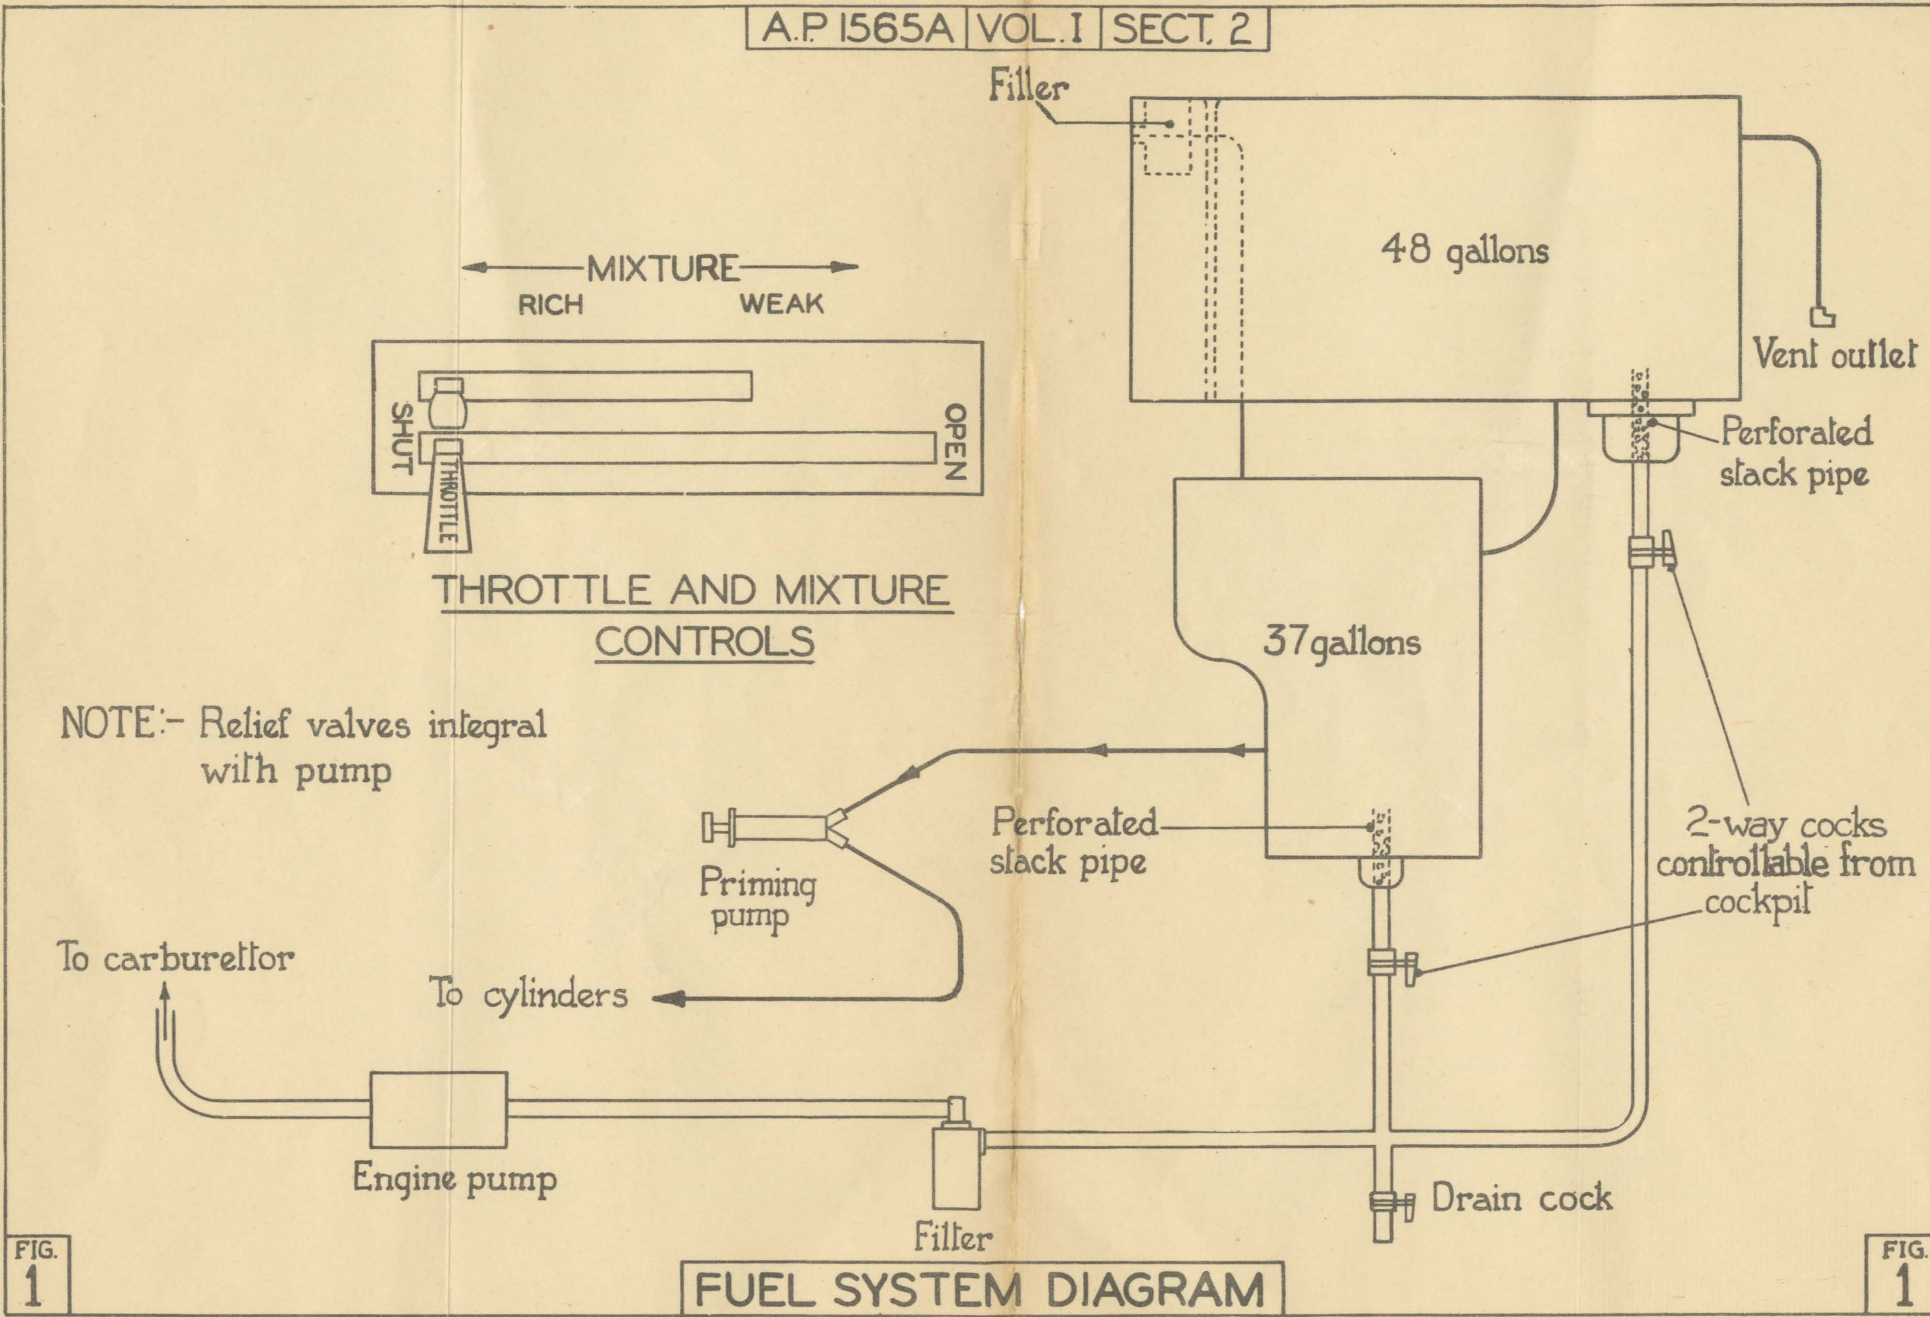 A.P. 1565A VOL. I SECT. 2
Filler
48 gallons
Vent outlet
Perforated
stack pipe
MIXTURE
RICH WEAK
SHUT
OPEN
THROTTLE
THROTTLE AND MIXTURE
CONTROLS
37 gallons
NOTE:- Relief valves integral
with pump
Priming
pump
Perforated
stack pipe
2-way cocks
controllable from
cockpit
To carburettor
To cylinders
Engine pump
Filter
Drain cock
FIG.
1
FUEL SYSTEM DIAGRAM
FIG.
1